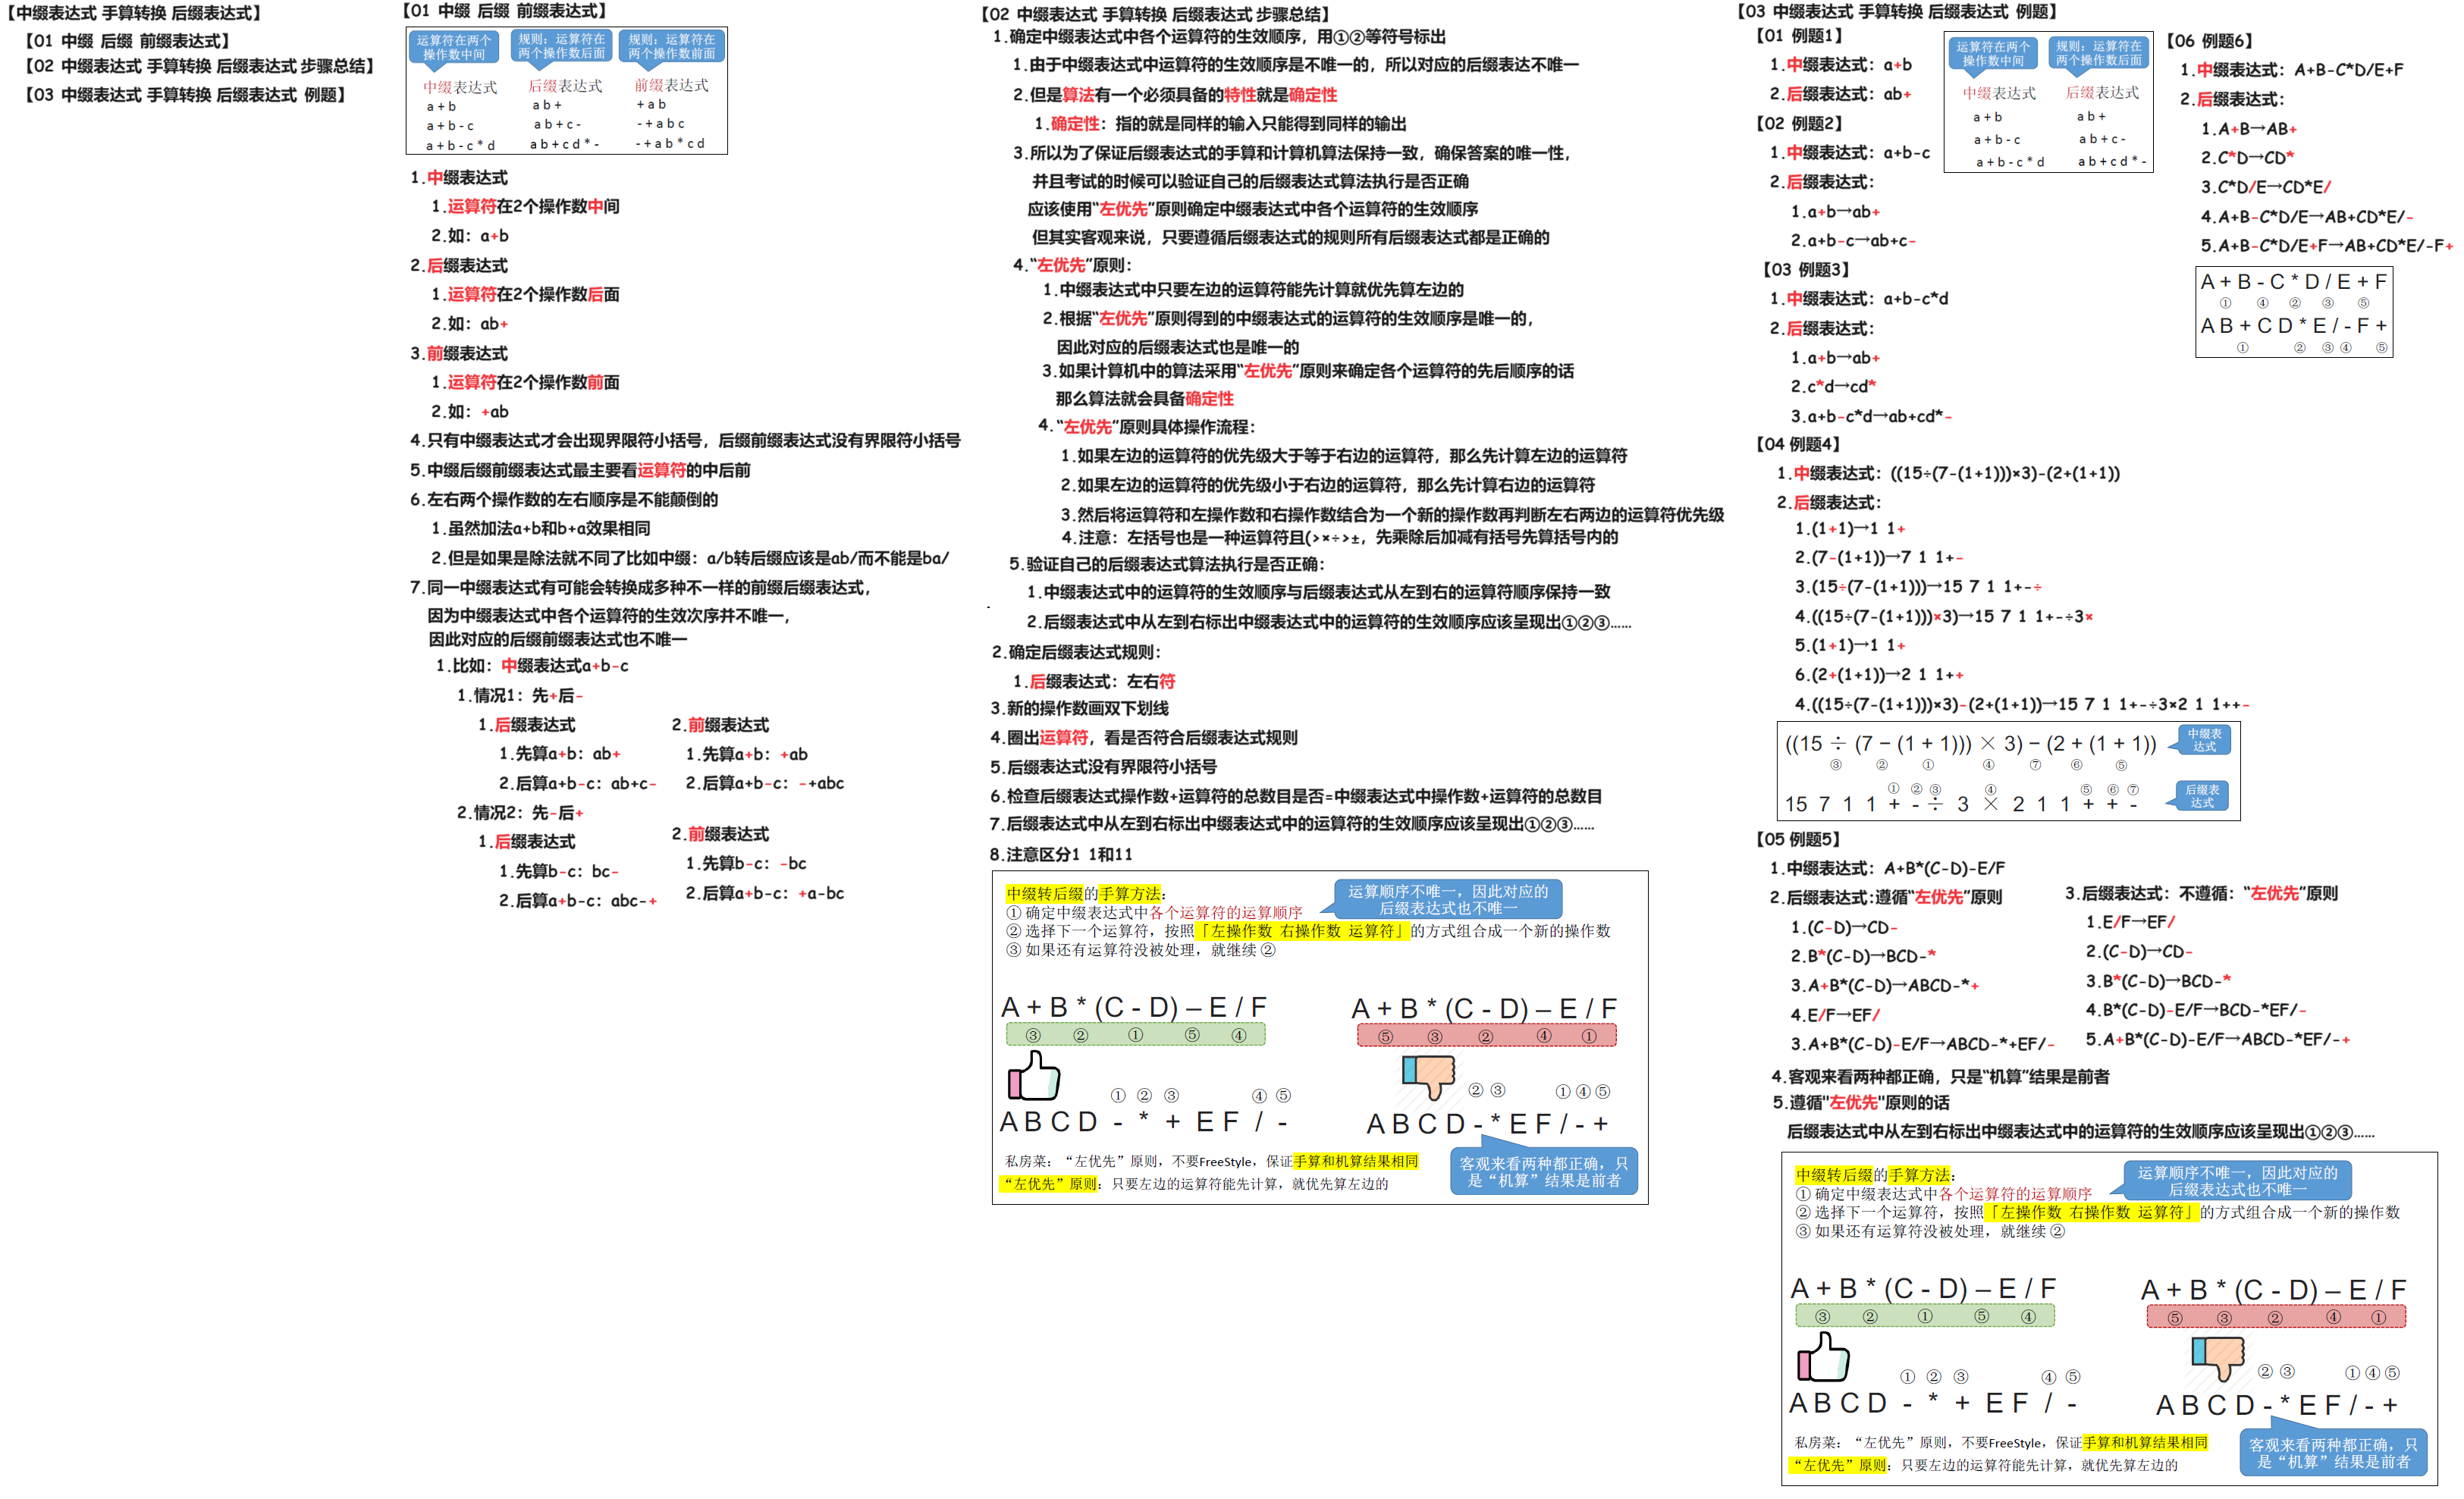 【中缀表达式 手算转换 后缀表达式】
【01 中缀 后缀 前缀表达式】
【02 中缀表达式 手算转换 后缀表达式 步骤总结】
【03 中缀表达式 手算转换 后缀表达式 例题】
【01 中缀 后缀 前缀表达式】
运算符在两个操作数中间
规则：运算符在两个操作数后面
规则：运算符在两个操作数前面
中缀表达式 后缀表达式 前缀表达式
a + b a b + + a b
a + b - c a b + c - - + a b c
a + b - c * d a b + c d * - - + a b * c d
1.中缀表达式
1.运算符在2个操作数中间
2.如：a+b
2.后缀表达式
1.运算符在2个操作数后面
2.如：ab+
3.前缀表达式
1.运算符在2个操作数前面
2.如：+ab
4.只有中缀表达式才会出现界限符小括号，后缀前缀表达式没有界限符小括号
5.中缀后缀前缀表达式最主要看运算符的中后前
6.左右两个操作数的左右顺序是不能颠倒的
1.虽然加法a+b和b+a效果相同
2.但是如果是除法就不同了比如中缀：a/b转后缀应该是ab/而不能是ba/
7.同一中缀表达式有可能会转换成多种不一样的前缀后缀表达式，
因为中缀表达式中各个运算符的生效次序并不唯一，
因此对应的后缀前缀表达式也不唯一
1.比如：中缀表达式a+b-c
1.情况1：先+后-
1.后缀表达式
1.先算a+b：ab+
2.后算a+b-c：ab+c-
2.前缀表达式
1.先算a+b：+ab
2.后算a+b-c：-+abc
2.情况2：先-后+
1.后缀表达式
1.先算b-c：bc-
2.后算a+b-c：abc-+
2.前缀表达式
1.先算b-c：-bc
2.后算a+b-c：+a-bc
【02 中缀表达式 手算转换 后缀表达式 步骤总结】
1.确定中缀表达式中各个运算符的生效顺序，用①②等符号标出
1.由于中缀表达式中运算符的生效顺序是不唯一的，所以对应的后缀表达不唯一
2.但是算法有一个必须具备的特性就是确定性
1.确定性：指的就是同样的输入只能得到同样的输出
3.所以为了保证后缀表达式的手算和计算机算法保持一致，确保答案的唯一性，
并且考试的时候可以验证自己的后缀表达式算法执行是否正确
应该使用“左优先”原则确定中缀表达式中各个运算符的生效顺序
但其实客观来说，只要遵循后缀表达式的规则所有后缀表达式都是正确的
4.“左优先”原则：
1.中缀表达式中只要左边的运算符能先计算就优先算左边的
2.根据“左优先”原则得到的中缀表达式的运算符的生效顺序是唯一的，
因此对应的后缀表达式也是唯一的
3.如果计算机中的算法采用“左优先”原则来确定各个运算符的先后顺序的话
那么算法就会具备确定性
4.“左优先”原则具体操作流程：
1.如果左边的运算符的优先级大于等于右边的运算符，那么先计算左边的运算符
2.如果左边的运算符的优先级小于右边的运算符，那么先计算右边的运算符
3.然后将运算符和左操作数和右操作数结合为一个新的操作数再判断左右两边的运算符优先级
4.注意：左括号也是一种运算符且(>×÷>±，先乘除后加减有括号先算括号内的
5.验证自己的后缀表达式算法执行是否正确：
1.中缀表达式中的运算符的生效顺序与后缀表达式从左到右的运算符顺序保持一致
2.后缀表达式中从左到右标出中缀表达式中的运算符的生效顺序应该呈现出①②③……
2.确定后缀表达式规则：
1.后缀表达式：左右符
3.新的操作数画双下划线
4.圈出运算符，看是否符合后缀表达式规则
5.后缀表达式没有界限符小括号
6.检查后缀表达式操作数+运算符的总数目是否=中缀表达式中操作数+运算符的总数目
7.后缀表达式中从左到右标出中缀表达式中的运算符的生效顺序应该呈现出①②③……
8.注意区分1 1和11
中缀转后缀的手算方法：
运算顺序不唯一，因此对应的后缀表达式也不唯一
① 确定中缀表达式中各个运算符的运算顺序
② 选择下一个运算符，按照「左操作数 右操作数 运算符」的方式组合成一个新的操作数
③ 如果还有运算符没被处理，就继续 ②
A + B * (C - D) – E / F
③ ② ① ⑤ ④
① ② ③ ④ ⑤
A B C D - * + E F / -
A + B * (C - D) – E / F
⑤ ③ ② ④ ①
② ③ ① ④ ⑤
A B C D - * E F / - +
私房菜：“左优先”原则，不要FreeStyle，保证手算和机算结果相同
“左优先”原则：只要左边的运算符能先计算，就优先算左边的
客观来看两种都正确，只是“机算”结果是前者
【03 中缀表达式 手算转换 后缀表达式 例题】
【01 例题1】
1.中缀表达式：a+b
2.后缀表达式：ab+
【02 例题2】
1.中缀表达式：a+b-c
2.后缀表达式：
1.a+b→ab+
2.a+b-c→ab+c-
运算符在两个操作数中间
规则：运算符在两个操作数后面
中缀表达式 后缀表达式
a + b a b +
a + b - c a b + c -
a + b - c * d a b + c d * -
【03 例题3】
1.中缀表达式：a+b-c*d
2.后缀表达式：
1.a+b→ab+
2.c*d→cd*
3.a+b-c*d→ab+cd*-
【04 例题4】
1.中缀表达式：((15÷(7-(1+1)))×3)-(2+(1+1))
2.后缀表达式：
1.(1+1)→1 1+
2.(7-(1+1))→7 1 1+-
3.(15÷(7-(1+1)))→15 7 1 1+-÷
4.((15÷(7-(1+1)))×3)→15 7 1 1+-÷3×
5.(1+1)→1 1+
6.(2+(1+1))→2 1 1++
4.((15÷(7-(1+1)))×3)-(2+(1+1))→15 7 1 1+-÷3×2 1 1++-
((15 ÷ (7 − (1 + 1))) × 3) − (2 + (1 + 1))
中缀表达式
③ ② ① ④ ⑦ ⑥ ⑤
① ② ③ ④ ⑤ ⑥ ⑦
15 7 1 1 + - ÷ 3 × 2 1 1 + + -
后缀表达式
【05 例题5】
1.中缀表达式：A+B*(C-D)-E/F
2.后缀表达式:遵循“左优先”原则
1.(C-D)→CD-
2.B*(C-D)→BCD-*
3.A+B*(C-D)→ABCD-*+
4.E/F→EF/
3.A+B*(C-D)-E/F→ABCD-*+EF/-
3.后缀表达式：不遵循：“左优先”原则
1.E/F→EF/
2.(C-D)→CD-
3.B*(C-D)→BCD-*
4.B*(C-D)-E/F→BCD-*EF/-
5.A+B*(C-D)-E/F→ABCD-*EF/-+
4.客观来看两种都正确，只是“机算”结果是前者
5.遵循“左优先”原则的话
后缀表达式中从左到右标出中缀表达式中的运算符的生效顺序应该呈现出①②③……
中缀转后缀的手算方法：
运算顺序不唯一，因此对应的后缀表达式也不唯一
① 确定中缀表达式中各个运算符的运算顺序
② 选择下一个运算符，按照「左操作数 右操作数 运算符」的方式组合成一个新的操作数
③ 如果还有运算符没被处理，就继续 ②
A + B * (C - D) – E / F
③ ② ① ⑤ ④
① ② ③ ④ ⑤
A B C D - * + E F / -
A + B * (C - D) – E / F
⑤ ③ ② ④ ①
② ③ ① ④ ⑤
A B C D - * E F / - +
私房菜：“左优先”原则，不要FreeStyle，保证手算和机算结果相同
“左优先”原则：只要左边的运算符能先计算，就优先算左边的
客观来看两种都正确，只是“机算”结果是前者
【06 例题6】
1.中缀表达式：A+B-C*D/E+F
2.后缀表达式：
1.A+B→AB+
2.C*D→CD*
3.C*D/E→CD*E/
4.A+B-C*D/E→AB+CD*E/-
5.A+B-C*D/E+F→AB+CD*E/-F+
A + B - C * D / E + F
① ④ ② ③ ⑤
A B + C D * E / - F +
① ② ③ ④ ⑤